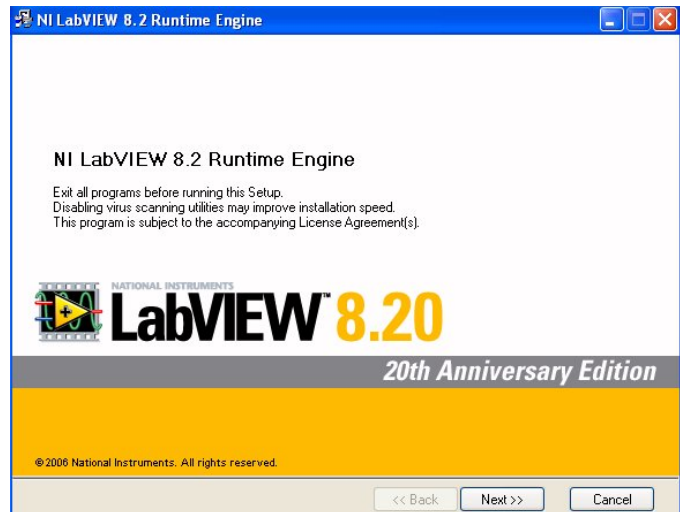 NI LabVIEW 8.2 Runtime Engine
NI LabVIEW 8.2 Runtime Engine
Exit all programs before running this Setup.
Disabling virus scanning utilities may improve installation speed.
This program is subject to the accompanying License Agreement(s).
NATIONAL INSTRUMENTS
LabVIEW™ 8.20
20th Anniversary Edition
©2006 National Instruments. All rights reserved.
<< Back Next >> Cancel